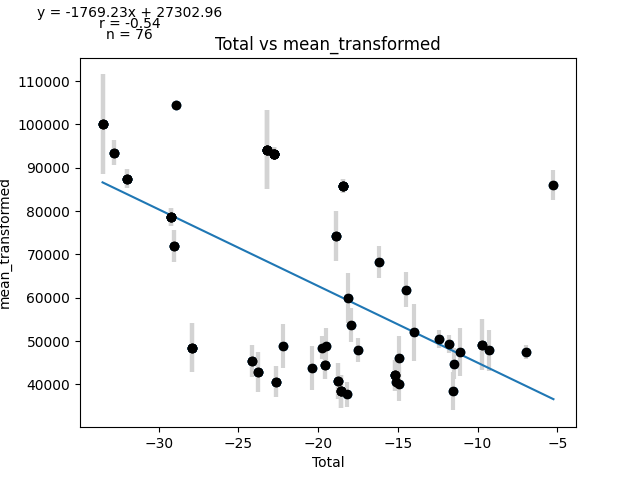 y = -1769.23x + 27302.96
r = -0.54
n = 76
Total vs mean_transformed
110000
100000
90000
80000
70000
60000
50000
40000
mean_transformed
−30
−25
−20
−15
−10
−5
Total